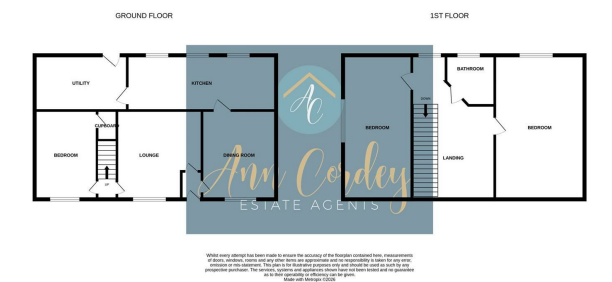 GROUND FLOOR
1ST FLOOR
UTILITY
KITCHEN
CUPBOARD
BEDROOM
LOUNGE
DINING ROOM
UP
BATHROOM
DOWN
BEDROOM
BEDROOM
LANDING
AC
Ann Cordey
ESTATE AGENTS
Whilst every attempt has been made to ensure the accuracy of the floorplan contained here, measurements
of doors, windows, rooms and any other items are approximate and no responsibility is taken for any error,
omission or mis-statement. This plan is for illustrative purposes only and should be used as such by any
prospective purchaser. The services, systems and appliances shown have not been tested and no guarantee
as to their operability or efficiency can be given.
Made with Metropix ©2026